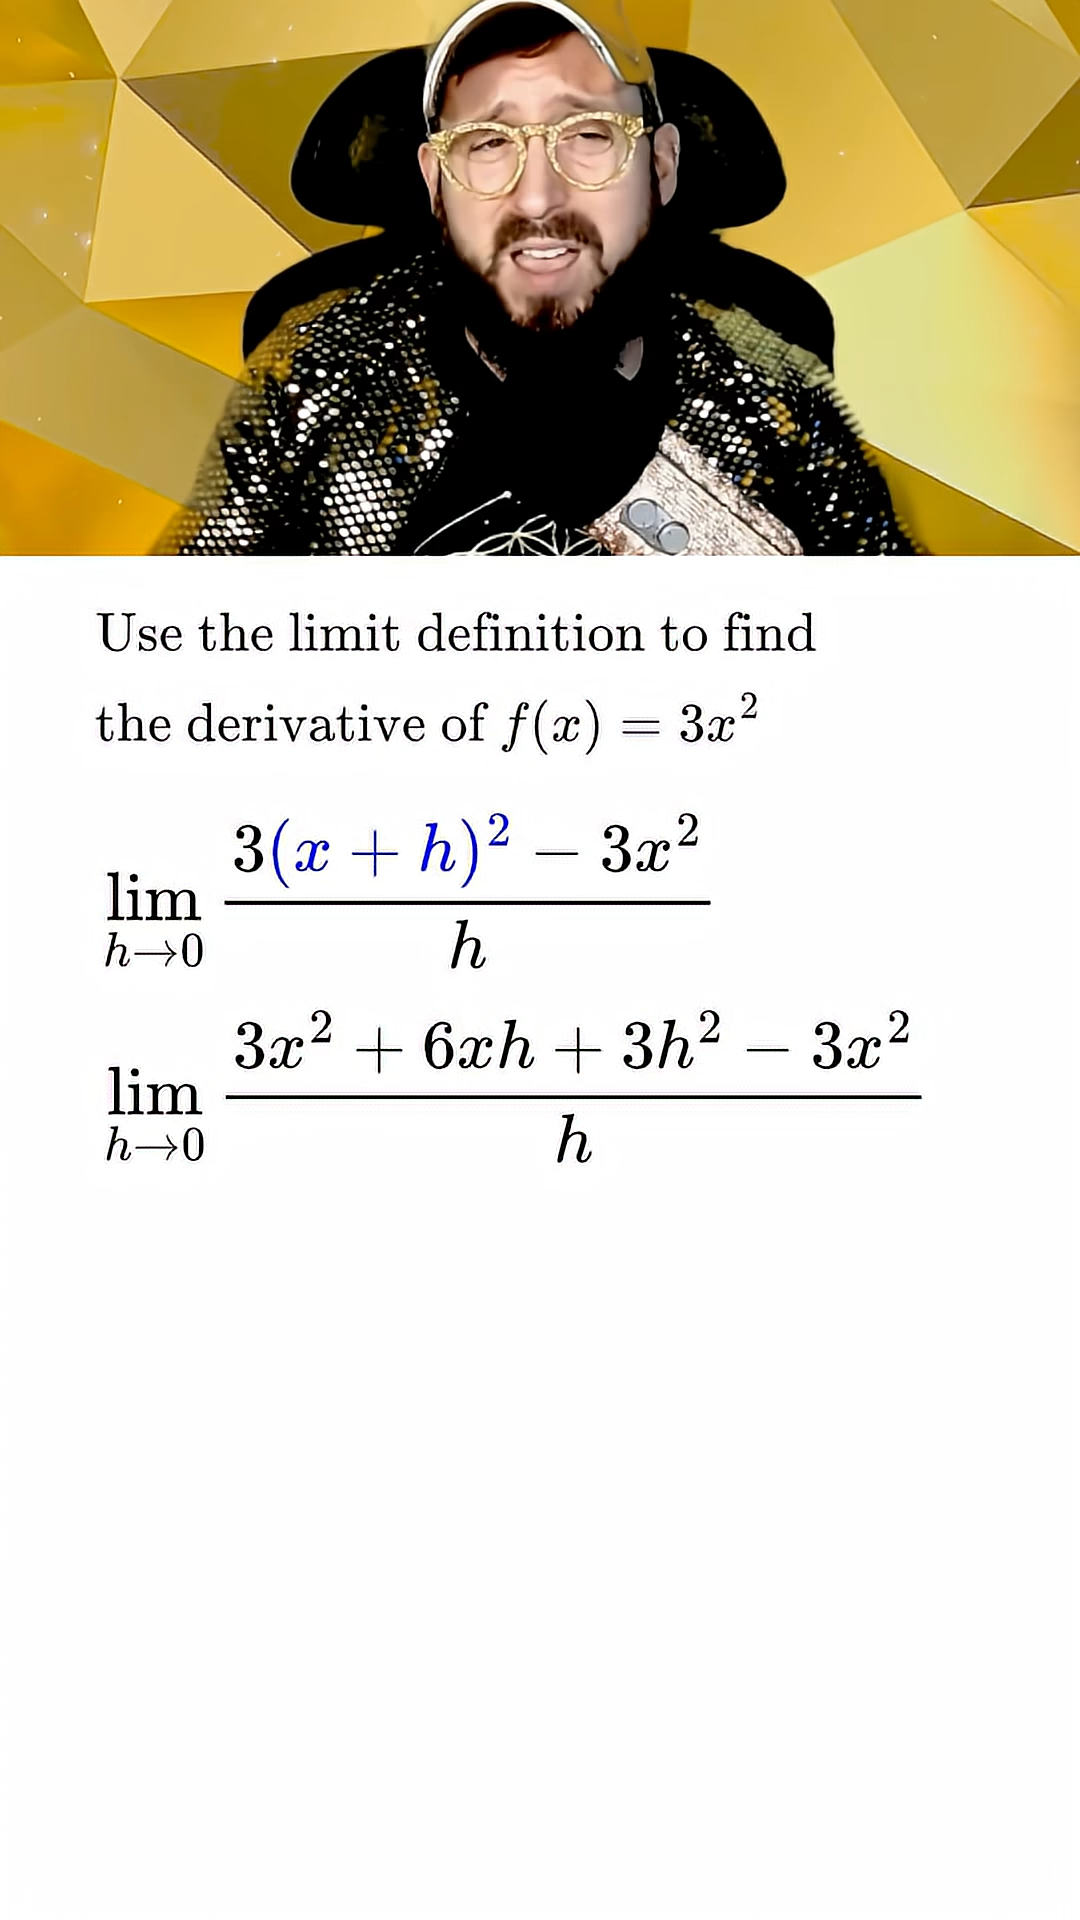 Use the limit definition to find
the derivative of f(x) = 3x²
lim h→0 (3(x + h)² − 3x²) / h
lim h→0 (3x² + 6xh + 3h² − 3x²) / h